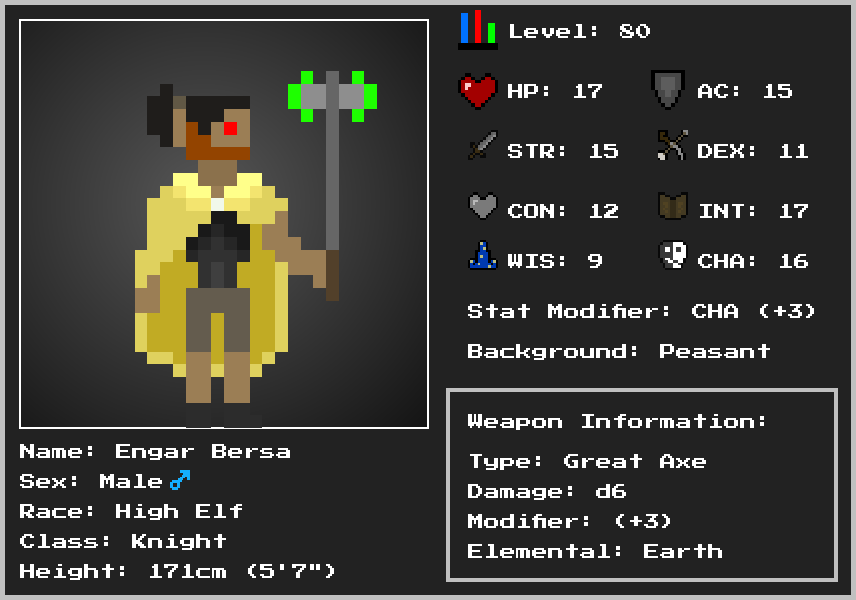 Level: 80
HP: 17 AC: 15
STR: 15 DEX: 11
CON: 12 INT: 17
WIS: 9 CHA: 16
Stat Modifier: CHA (+3)
Background: Peasant
Weapon Information:
Type: Great Axe
Damage: d6
Modifier: (+3)
Elemental: Earth
Name: Engar Bersa
Sex: Male♂
Race: High Elf
Class: Knight
Height: 171cm (5'7")